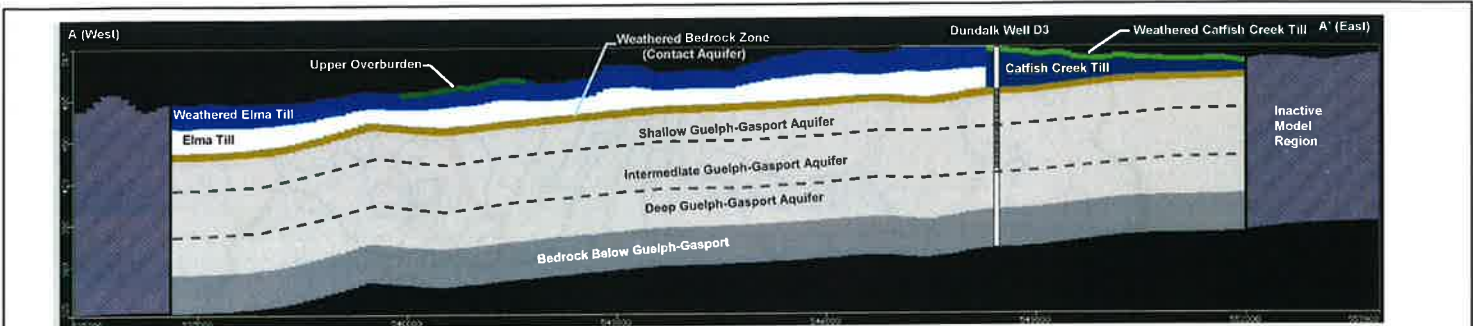 A (West)
Dundalk Well D3
Weathered Catfish Creek Till
A' (East)
Weathered Bedrock Zone
(Contact Aquifer)
Upper Overburden
Catfish Creek Till
Weathered Elma Till
Elma Till
Inactive
Model
Region
Shallow Guelph-Gasport Aquifer
Intermediate Guelph-Gasport Aquifer
Deep Guelph-Gasport Aquifer
Bedrock Below Guelph-Gasport